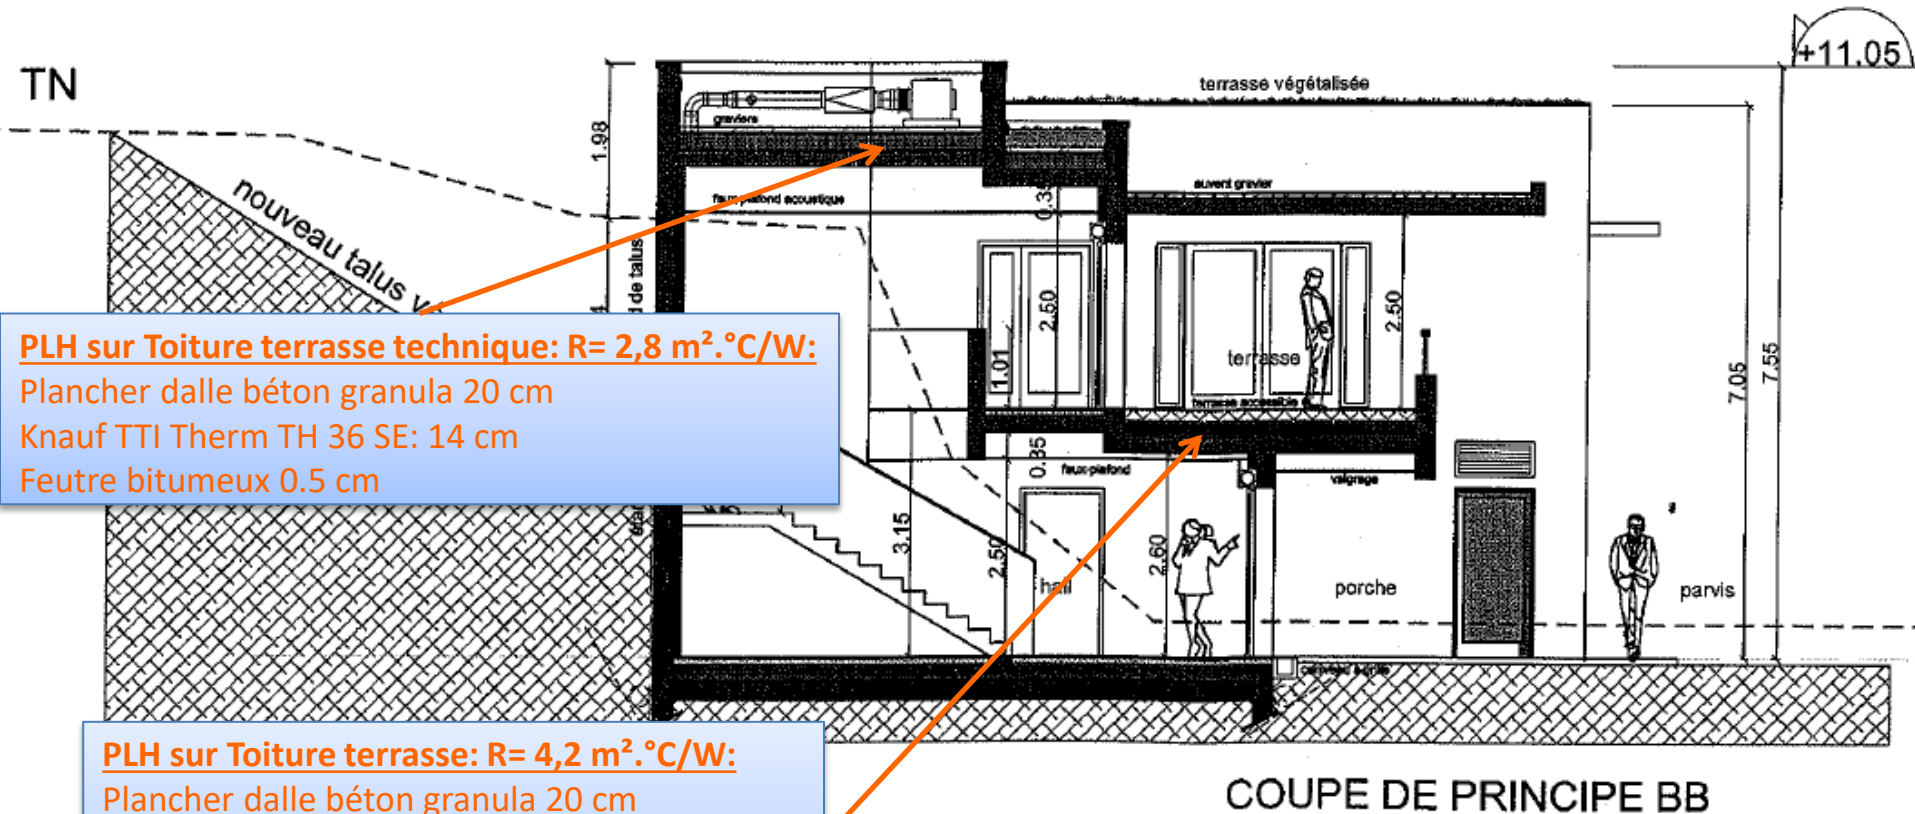 +11.05
TN
terrasse végétalisée
graviers
1.98
nouveau talus
auvent gravier
faux-plafond acoustique
0.35
d de talus
2.50
2.50
terrasse
1.01
terrasse accessible
7.05
7.55
PLH sur Toiture terrasse technique: R= 2,8 m².°C/W:
Plancher dalle béton granula 20 cm
Knauf TTI Therm TH 36 SE: 14 cm
Feutre bitumeux 0.5 cm
0.35
faux-plafond
3.15
2.50
2.60
hall
porche
parvis
PLH sur Toiture terrasse: R= 4,2 m².°C/W:
Plancher dalle béton granula 20 cm
COUPE DE PRINCIPE BB